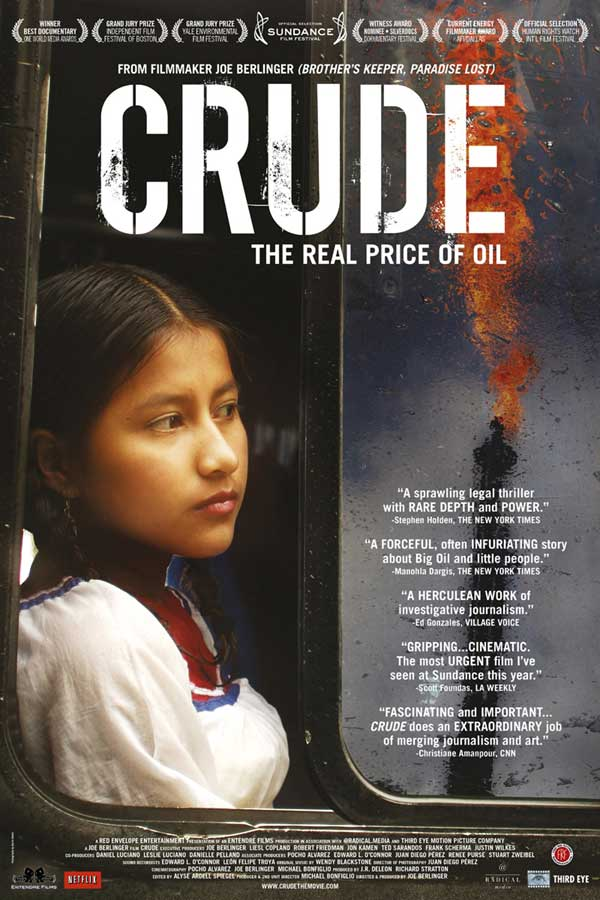 WINNER
BEST DOCUMENTARY
ONE WORLD MEDIA AWARDS
GRAND JURY PRIZE
INDEPENDENT FILM
FESTIVAL OF BOSTON
GRAND JURY PRIZE
YALE ENVIRONMENTAL
FILM FESTIVAL
OFFICIAL SELECTION
SUNDANCE
FILM FESTIVAL
WITNESS AWARD
NOMINEE • SILVERDOCS
DOCUMENTARY FESTIVAL
CURRENT ENERGY
FILMMAKER AWARD
AFI DALLAS
OFFICIAL SELECTION
HUMAN RIGHTS WATCH
INT'L FILM FESTIVAL
FROM FILMMAKER JOE BERLINGER (BROTHER'S KEEPER, PARADISE LOST)
CRUDE
THE REAL PRICE OF OIL
“A sprawling legal thriller
with RARE DEPTH and POWER.”
-Stephen Holden, THE NEW YORK TIMES
“A FORCEFUL, often INFURIATING story
about Big Oil and little people.”
-Manohla Dargis, THE NEW YORK TIMES
“A HERCULEAN WORK of
investigative journalism.”
-Ed Gonzales, VILLAGE VOICE
“GRIPPING...CINEMATIC.
The most URGENT film I've
seen at Sundance this year.”
-Scott Foundas, LA WEEKLY
“FASCINATING and IMPORTANT...
CRUDE does an EXTRAORDINARY job
of merging journalism and art.”
-Christiane Amanpour, CNN
A RED ENVELOPE ENTERTAINMENT PRESENTATION OF AN ENTENDRE FILMS PRODUCTION IN ASSOCIATION WITH @RADICAL.MEDIA AND THIRD EYE MOTION PICTURE COMPANY
A JOE BERLINGER FILM CRUDE EXECUTIVE PRODUCERS JOE BERLINGER LIESL COPLAND ROBERT FRIEDMAN JON KAMEN TED SARANDOS FRANK SCHERMA JUSTIN WILKES
CO-PRODUCERS DANIEL LUCIANO LESLIE LUCIANO DANIELLE PELLAND ASSOCIATE PRODUCERS POCHO ALVAREZ EDWARD L. O'CONNOR JUAN DIEGO PÉREZ RENEE PURSE STUART ZWEIBEL
SOUND RECORDISTS EDWARD L. O'CONNOR LEÓN FELIPE TROYA ORIGINAL SCORE BY WENDY BLACKSTONE DIRECTOR OF PHOTOGRAPHY JUAN DIEGO PÉREZ
CINEMATOGRAPHY POCHO ALVAREZ JOE BERLINGER MICHAEL BONFIGLIO PRODUCED BY J.R. DELEON RICHARD STRATTON
EDITED BY ALYSE ARDELL SPIEGEL PRODUCER & 2ND UNIT DIRECTOR MICHAEL BONFIGLIO DIRECTED & PRODUCED BY JOE BERLINGER
ENTENDRE FILMS
NETFLIX
WWW.CRUDETHEMOVIE.COM
RADICAL
media
THIRD EYE